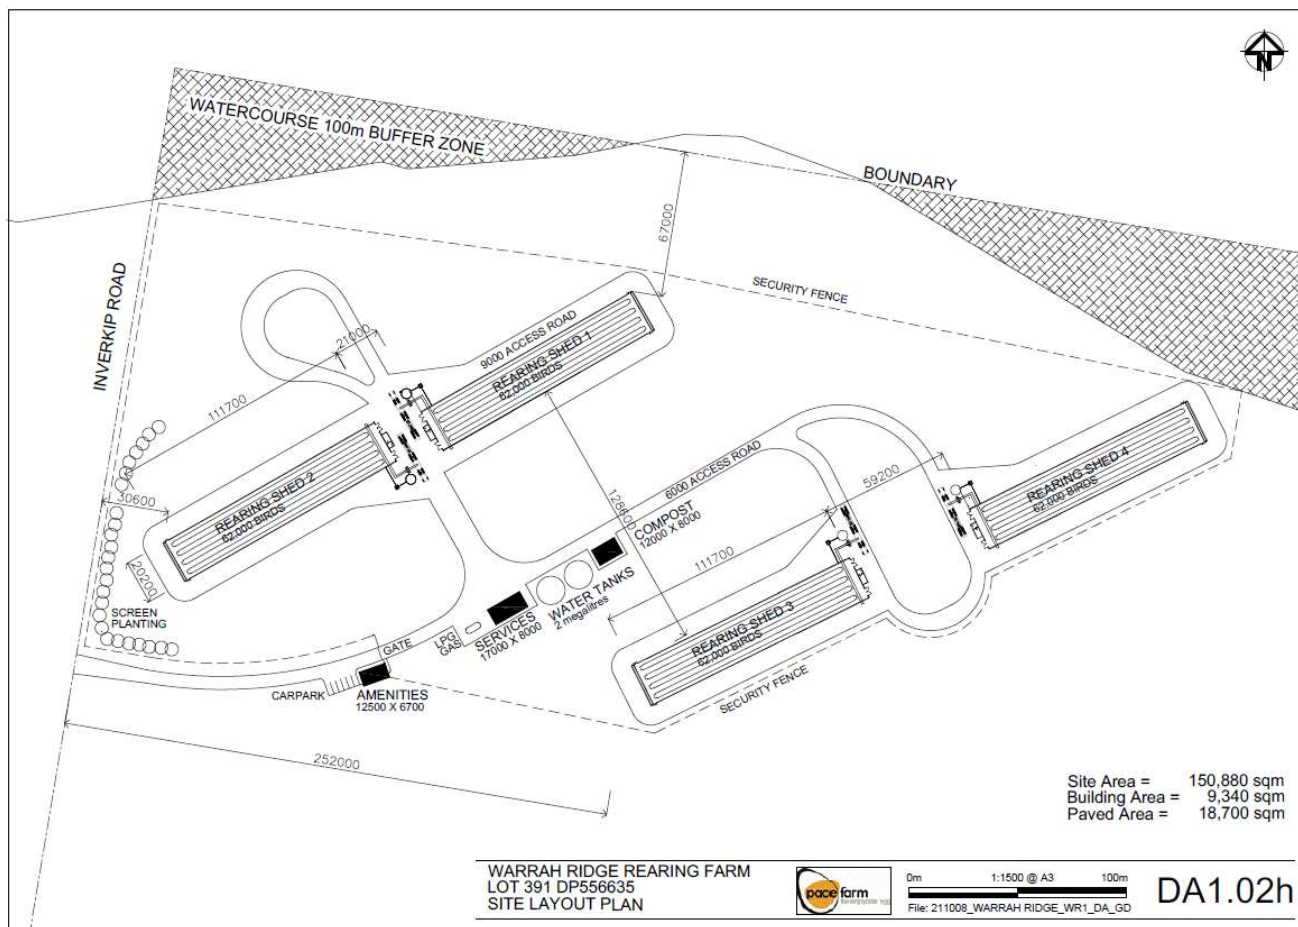 N
WATERCOURSE 100m BUFFER ZONE
BOUNDARY
67000
INVERKIP ROAD
SECURITY FENCE
21000
9000 ACCESS ROAD
REARING SHED 1
62,000 BIRDS
111700
30600
REARING SHED 2
62,000 BIRDS
20200
SCREEN
PLANTING
128600
6000 ACCESS ROAD
59200
REARING SHED 4
62,000 BIRDS
COMPOST
12000 X 8000
111700
WATER TANKS
2 megalitres
SERVICES
17000 X 8000
LPG
GAS
GATE
REARING SHED 3
62,000 BIRDS
SECURITY FENCE
CARPARK
AMENITIES
12500 X 6700
252000
Site Area = 150,880 sqm
Building Area = 9,340 sqm
Paved Area = 18,700 sqm
WARRAH RIDGE REARING FARM
LOT 391 DP556635
SITE LAYOUT PLAN
pace farm
0m 1:1500 @ A3 100m
File: 211008_WARRAH RIDGE_WR1_DA_GD
DA1.02h